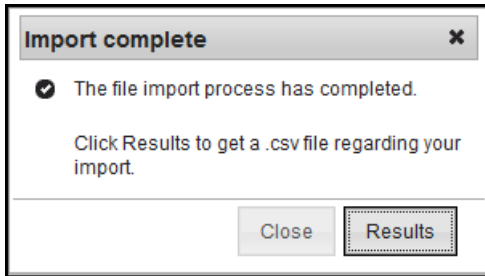 Import complete
The file import process has completed.
Click Results to get a .csv file regarding your
import.
Close Results